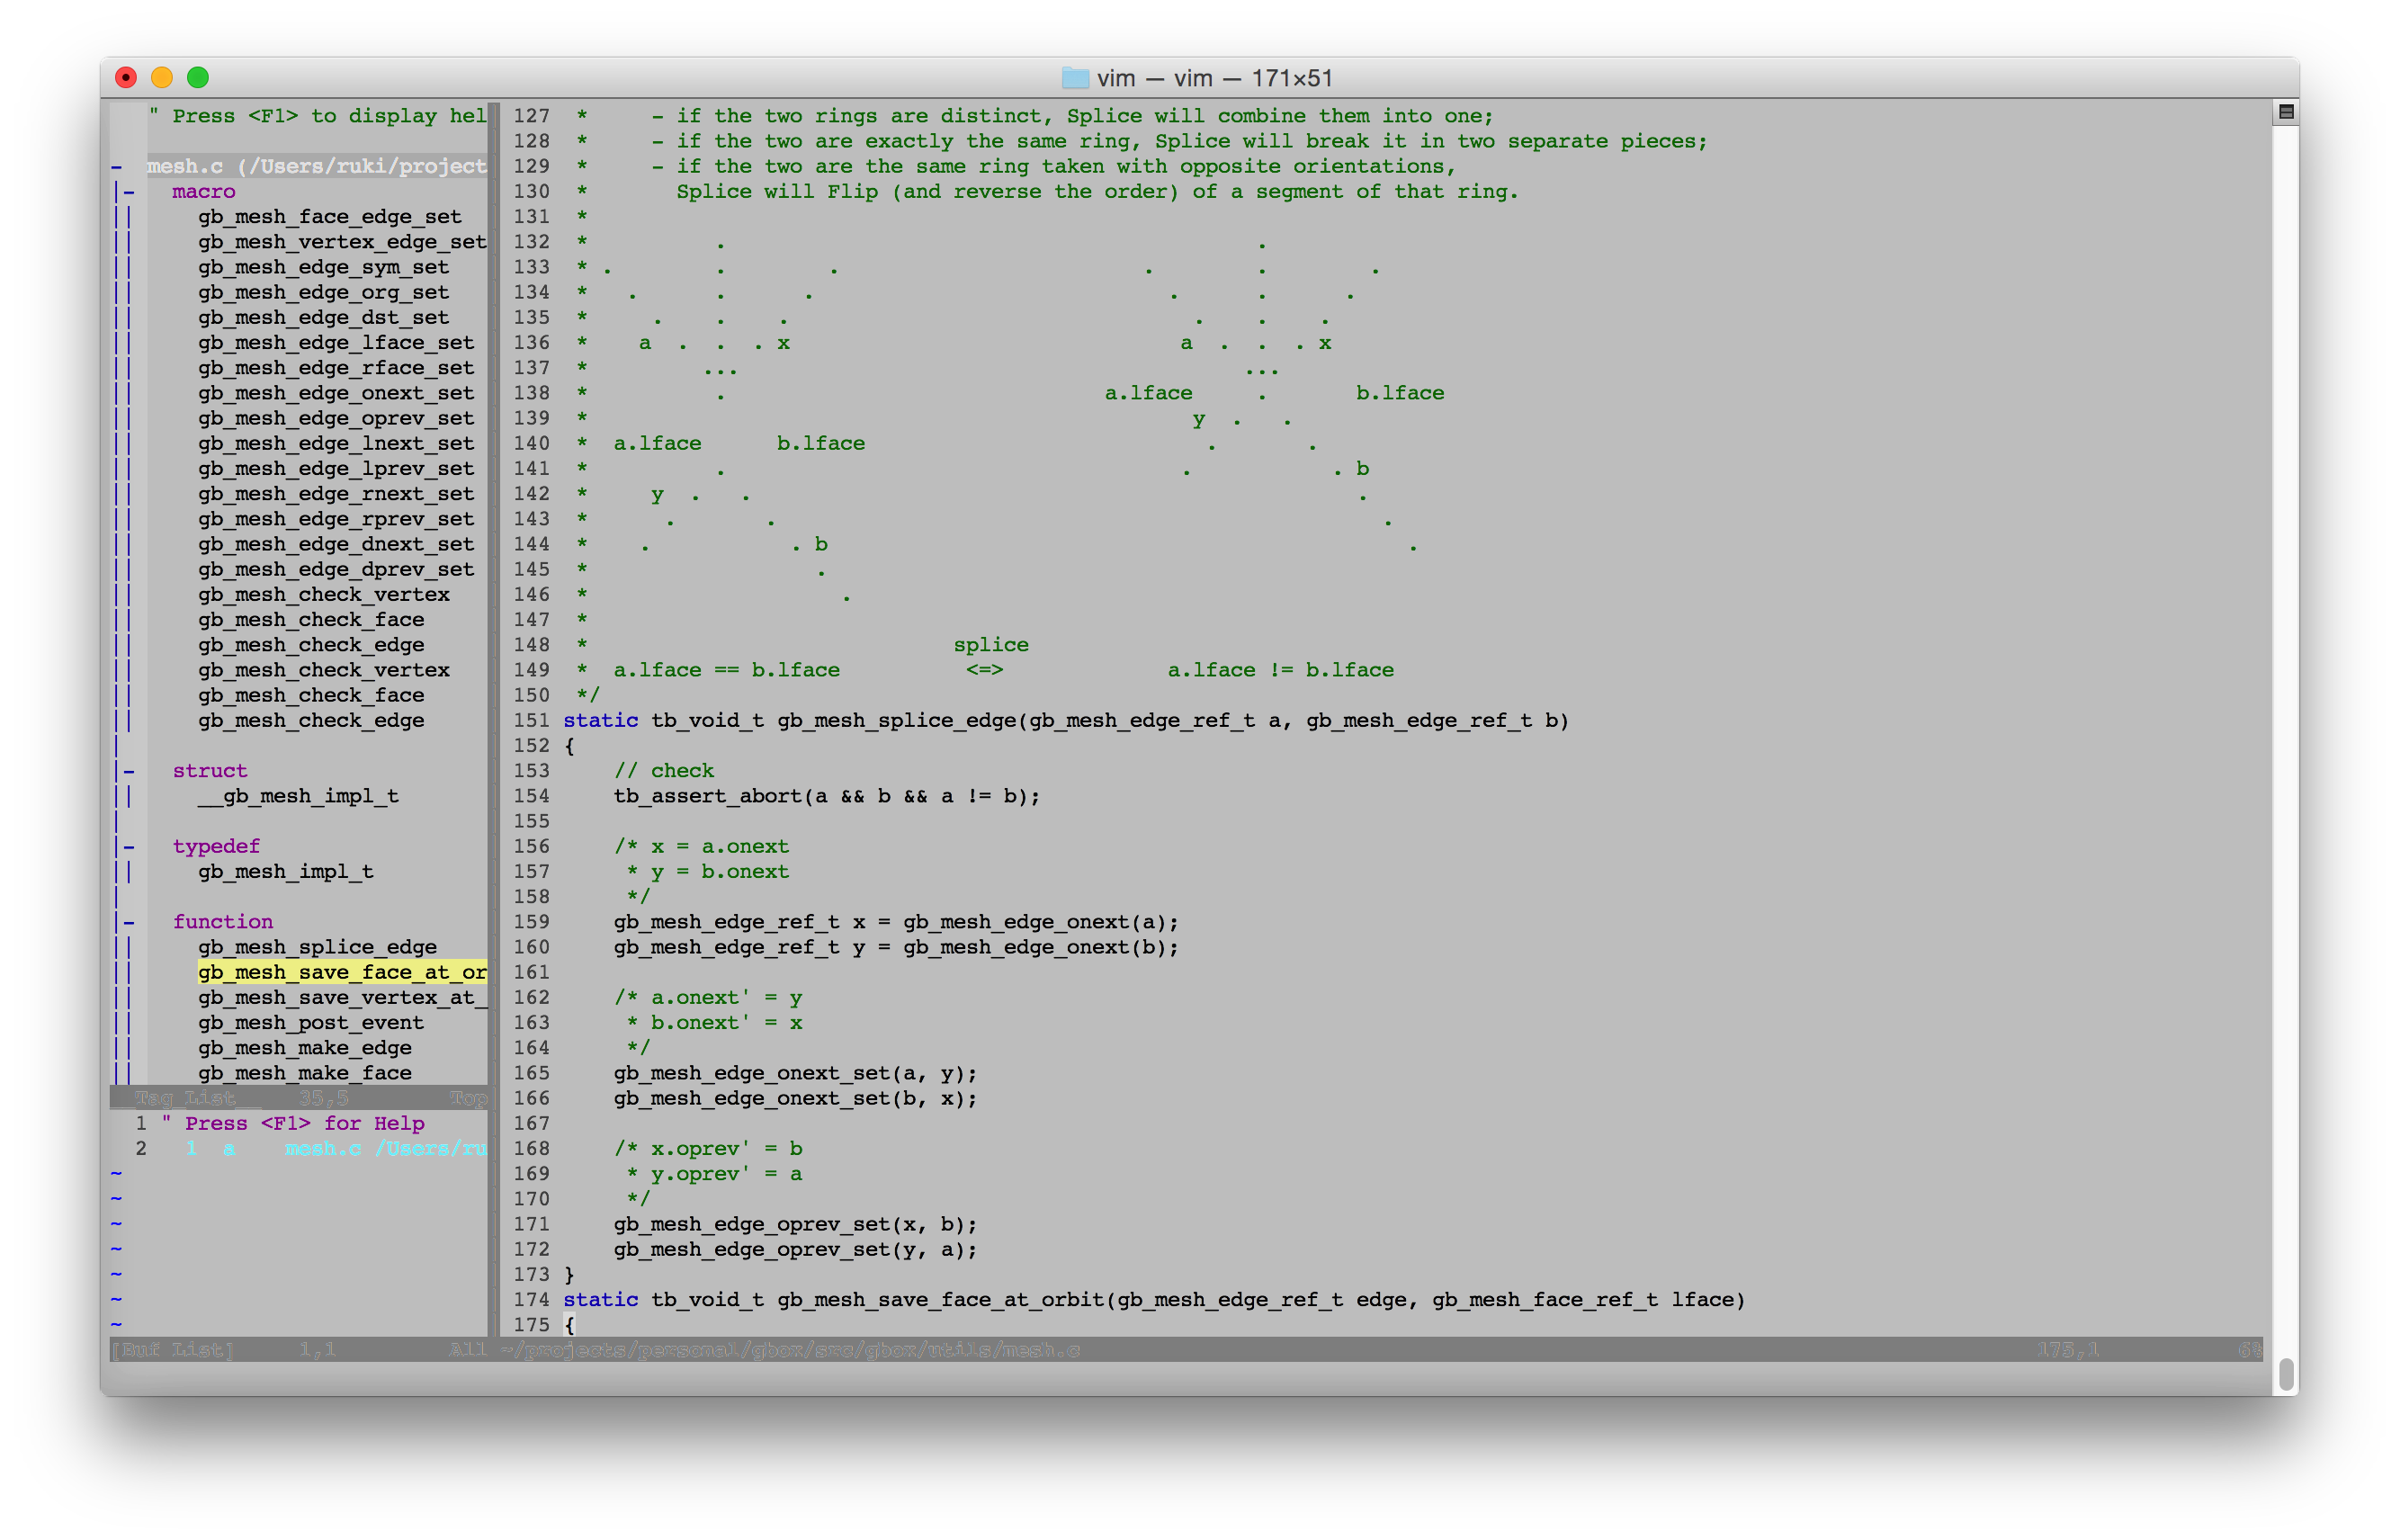 vim — vim — 171×51
" Press <F1> to display hel
- mesh.c (/Users/ruki/project
|- macro
|| gb_mesh_face_edge_set
|| gb_mesh_vertex_edge_set
|| gb_mesh_edge_sym_set
|| gb_mesh_edge_org_set
|| gb_mesh_edge_dst_set
|| gb_mesh_edge_lface_set
|| gb_mesh_edge_rface_set
|| gb_mesh_edge_onext_set
|| gb_mesh_edge_oprev_set
|| gb_mesh_edge_lnext_set
|| gb_mesh_edge_lprev_set
|| gb_mesh_edge_rnext_set
|| gb_mesh_edge_rprev_set
|| gb_mesh_edge_dnext_set
|| gb_mesh_edge_dprev_set
|| gb_mesh_check_vertex
|| gb_mesh_check_face
|| gb_mesh_check_edge
|| gb_mesh_check_vertex
|| gb_mesh_check_face
|| gb_mesh_check_edge
|
|- struct
|| __gb_mesh_impl_t
|
|- typedef
|| gb_mesh_impl_t
|
|- function
|| gb_mesh_splice_edge
|| gb_mesh_save_face_at_or
|| gb_mesh_save_vertex_at_
|| gb_mesh_post_event
|| gb_mesh_make_edge
|| gb_mesh_make_face
__Tag_List__ 35,5 Top
1 " Press <F1> for Help
2 1 a mesh.c /Users/ru
~
~
~
~
~
~
~
[Buf List] 1,1 All
127 * - if the two rings are distinct, Splice will combine them into one;
128 * - if the two are exactly the same ring, Splice will break it in two separate pieces;
129 * - if the two are the same ring taken with opposite orientations,
130 * Splice will Flip (and reverse the order) of a segment of that ring.
131 *
132 * . .
133 * . . . . . .
134 * . . . . . .
135 * . . . . . .
136 * a . . . x a . . . x
137 * ... ...
138 * . a.lface . b.lface
139 * y . .
140 * a.lface b.lface . .
141 * . . . b
142 * y . . .
143 * . . .
144 * . . b .
145 * .
146 * .
147 *
148 * splice
149 * a.lface == b.lface <=> a.lface != b.lface
150 */
151 static tb_void_t gb_mesh_splice_edge(gb_mesh_edge_ref_t a, gb_mesh_edge_ref_t b)
152 {
153 // check
154 tb_assert_abort(a && b && a != b);
155
156 /* x = a.onext
157 * y = b.onext
158 */
159 gb_mesh_edge_ref_t x = gb_mesh_edge_onext(a);
160 gb_mesh_edge_ref_t y = gb_mesh_edge_onext(b);
161
162 /* a.onext' = y
163 * b.onext' = x
164 */
165 gb_mesh_edge_onext_set(a, y);
166 gb_mesh_edge_onext_set(b, x);
167
168 /* x.oprev' = b
169 * y.oprev' = a
170 */
171 gb_mesh_edge_oprev_set(x, b);
172 gb_mesh_edge_oprev_set(y, a);
173 }
174 static tb_void_t gb_mesh_save_face_at_orbit(gb_mesh_edge_ref_t edge, gb_mesh_face_ref_t lface)
175 {
~/projects/personal/gbox/src/gbox/utils/mesh.c 175,1 6%